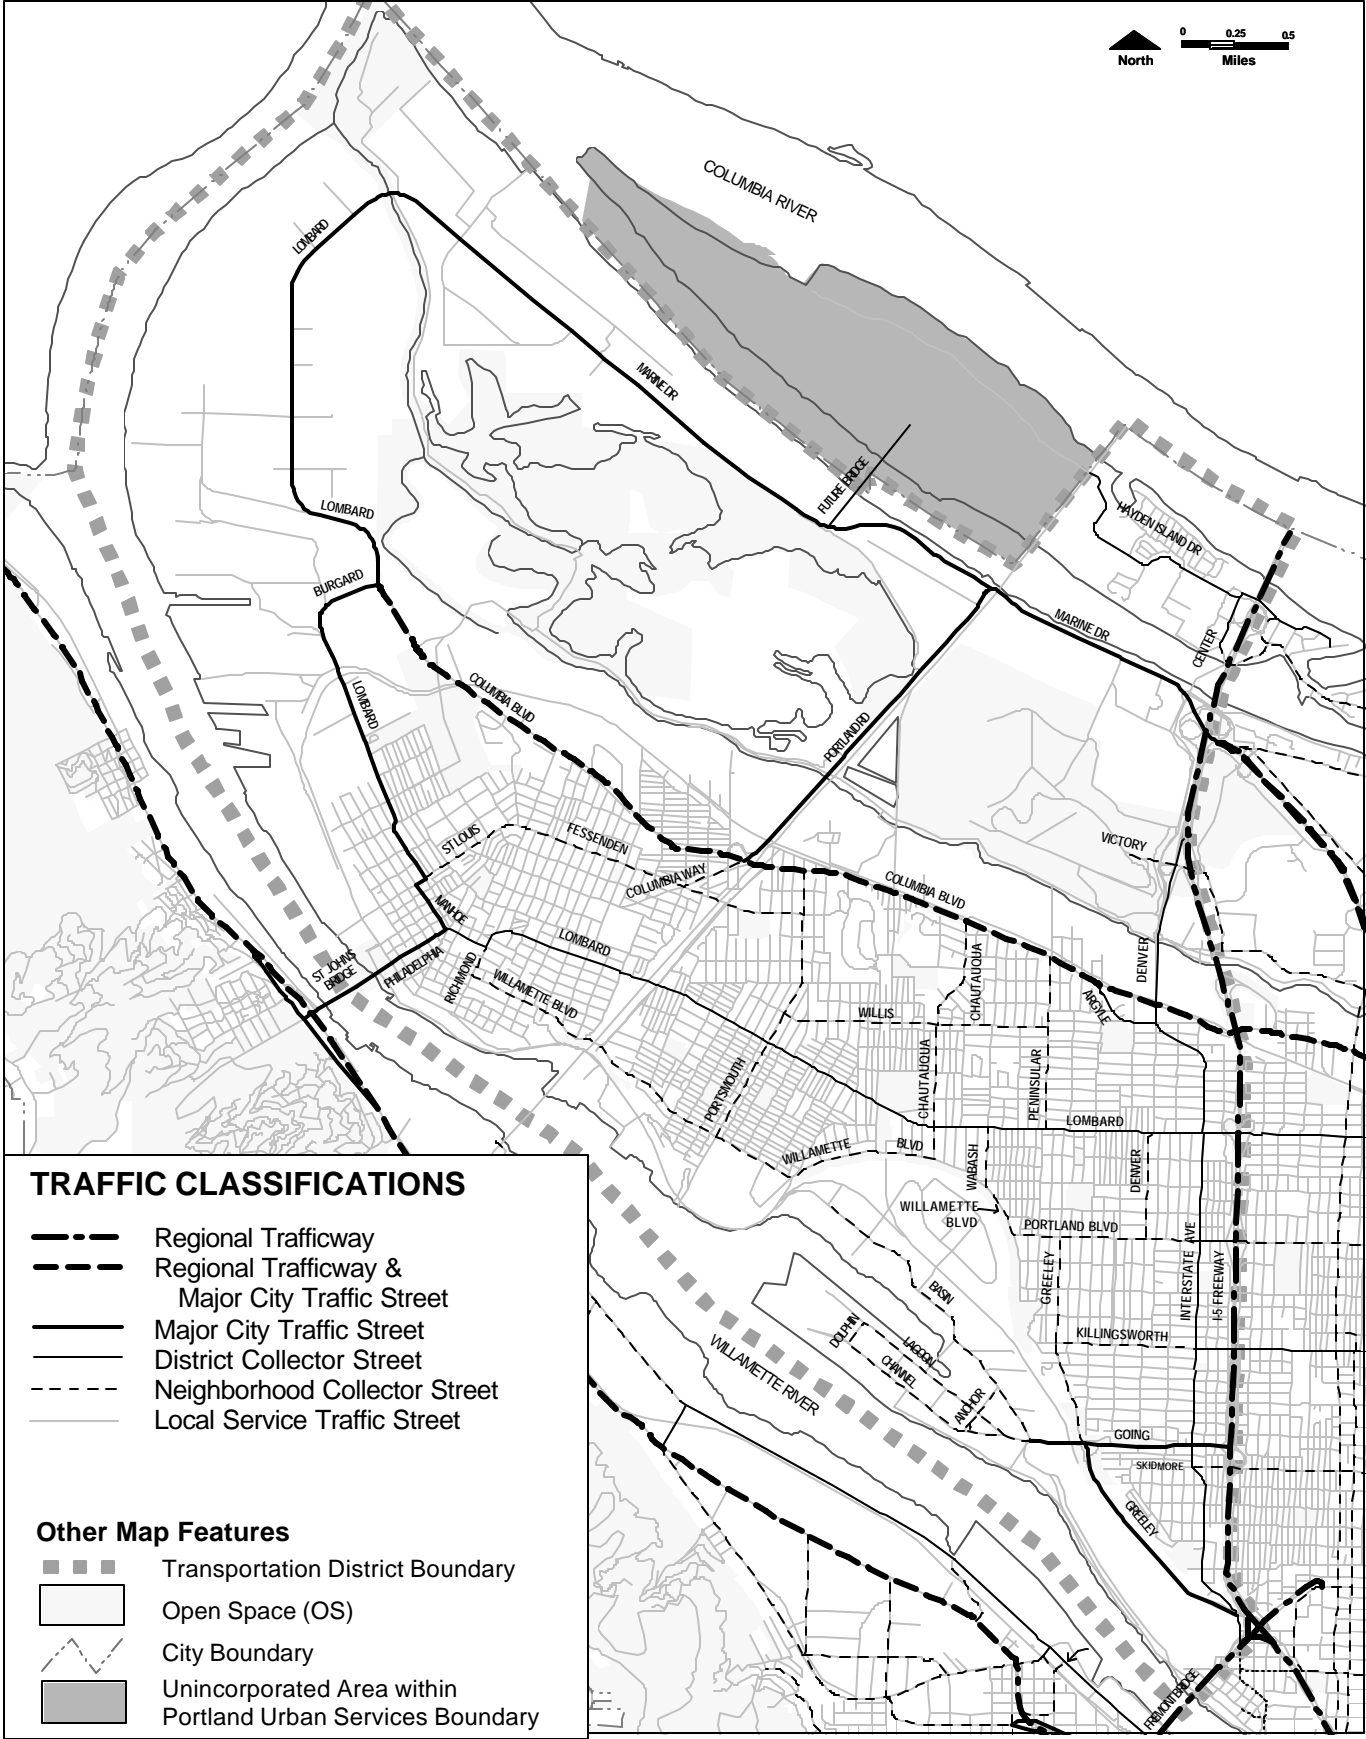 0 0.25 0.5
North Miles
COLUMBIA RIVER
LOMBARD
MARINE DR
FUTURE BRIDGE
LOMBARD
HAYDEN ISLAND DR
BURGARD
MARINE DR
CENTER
LOMBARD
COLUMBIA BLVD
PORTLAND RD
ST LOUIS
FESSENDEN
VICTORY
COLUMBIA WAY
COLUMBIA BLVD
IVANHOE
LOMBARD
DENVER
CHAUTAUQUA
ST JOHNS
BRIDGE
PHILADELPHIA
RICHMOND
WILLAMETTE BLVD
ARGYLE
WILLIS
CHAUTAUQUA
PENINSULAR
PORTSMOUTH
LOMBARD
WILLAMETTE BLVD
WABASH
DENVER
WILLAMETTE
BLVD
PORTLAND BLVD
INTERSTATE AVE
I-5 FREEWAY
GREELEY
BASIN
DOLPHIN
LAGOON
CHANNEL
KILLINGSWORTH
WILLAMETTE RIVER
ANCHOR
GOING
SKIDMORE
GREELEY
FREMONT BRIDGE
TRAFFIC CLASSIFICATIONS
Regional Trafficway
Regional Trafficway &
Major City Traffic Street
Major City Traffic Street
District Collector Street
Neighborhood Collector Street
Local Service Traffic Street
Other Map Features
Transportation District Boundary
Open Space (OS)
City Boundary
Unincorporated Area within
Portland Urban Services Boundary